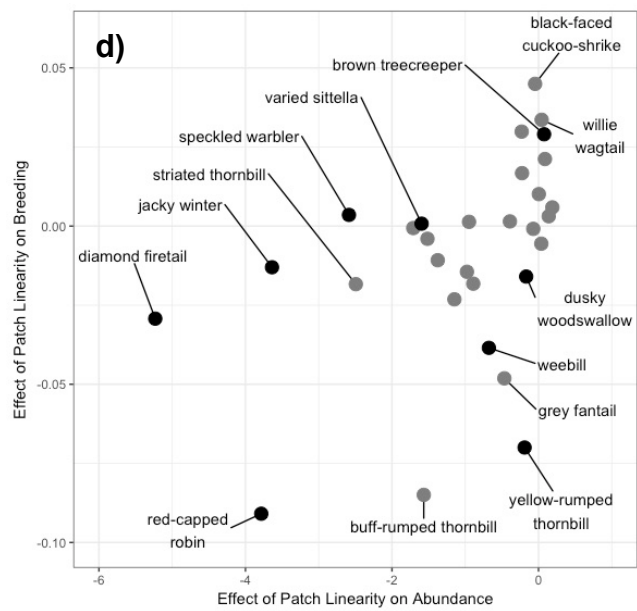 d)
black-faced
cuckoo-shrike
brown treecreeper
varied sittella
willie
wagtail
speckled warbler
striated thornbill
jacky winter
diamond firetail
dusky
woodswallow
weebill
grey fantail
yellow-rumped
thornbill
buff-rumped thornbill
red-capped
robin
0.05
0.00
-0.05
-0.10
Effect of Patch Linearity on Breeding
-6
-4
-2
0
Effect of Patch Linearity on Abundance